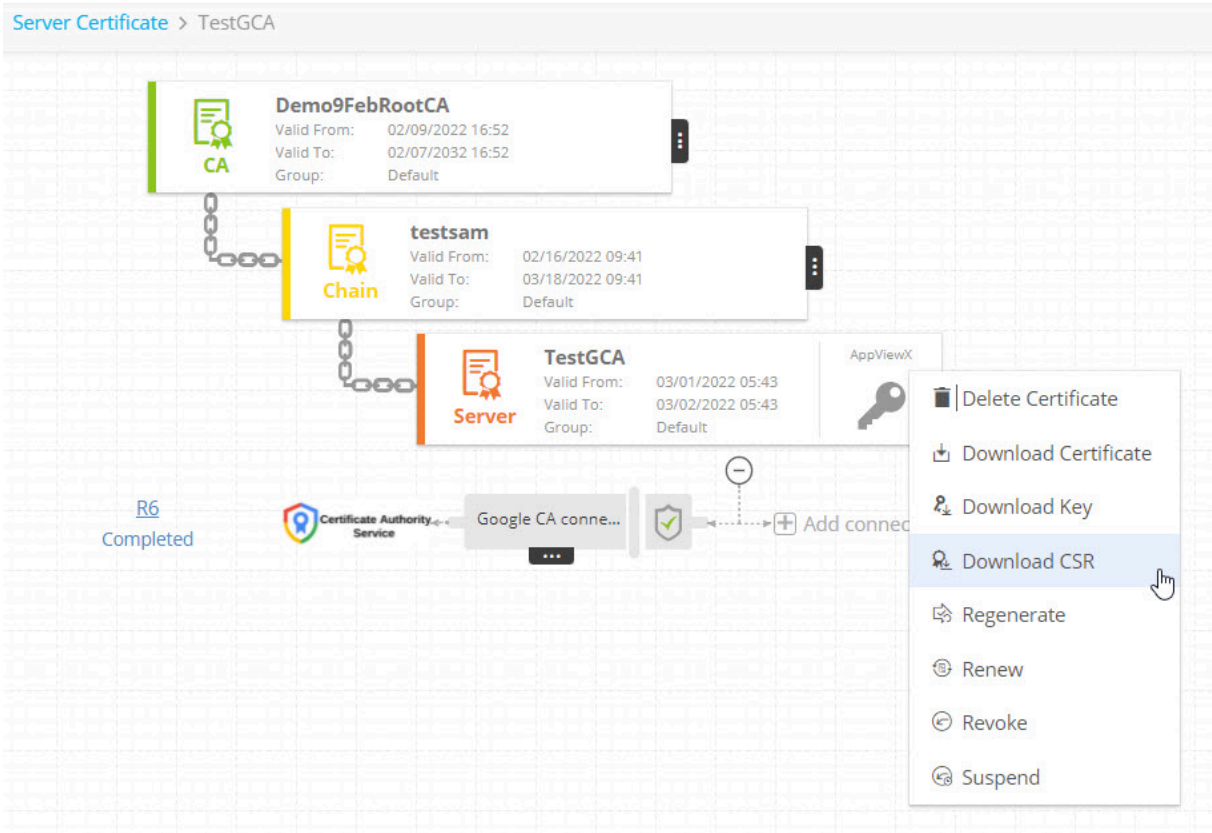 Server Certificate > TestGCA
Demo9FebRootCA
Valid From: 02/09/2022 16:52
Valid To: 02/07/2032 16:52
Group: Default
CA
testsam
Valid From: 02/16/2022 09:41
Valid To: 03/18/2022 09:41
Group: Default
Chain
TestGCA
Valid From: 03/01/2022 05:43
Valid To: 03/02/2022 05:43
Group: Default
Server
AppViewX
Delete Certificate
Download Certificate
Download Key
Download CSR
Regenerate
Renew
Revoke
Suspend
R6
Completed
Certificate Authority
Service
Google CA conne...
Add connec